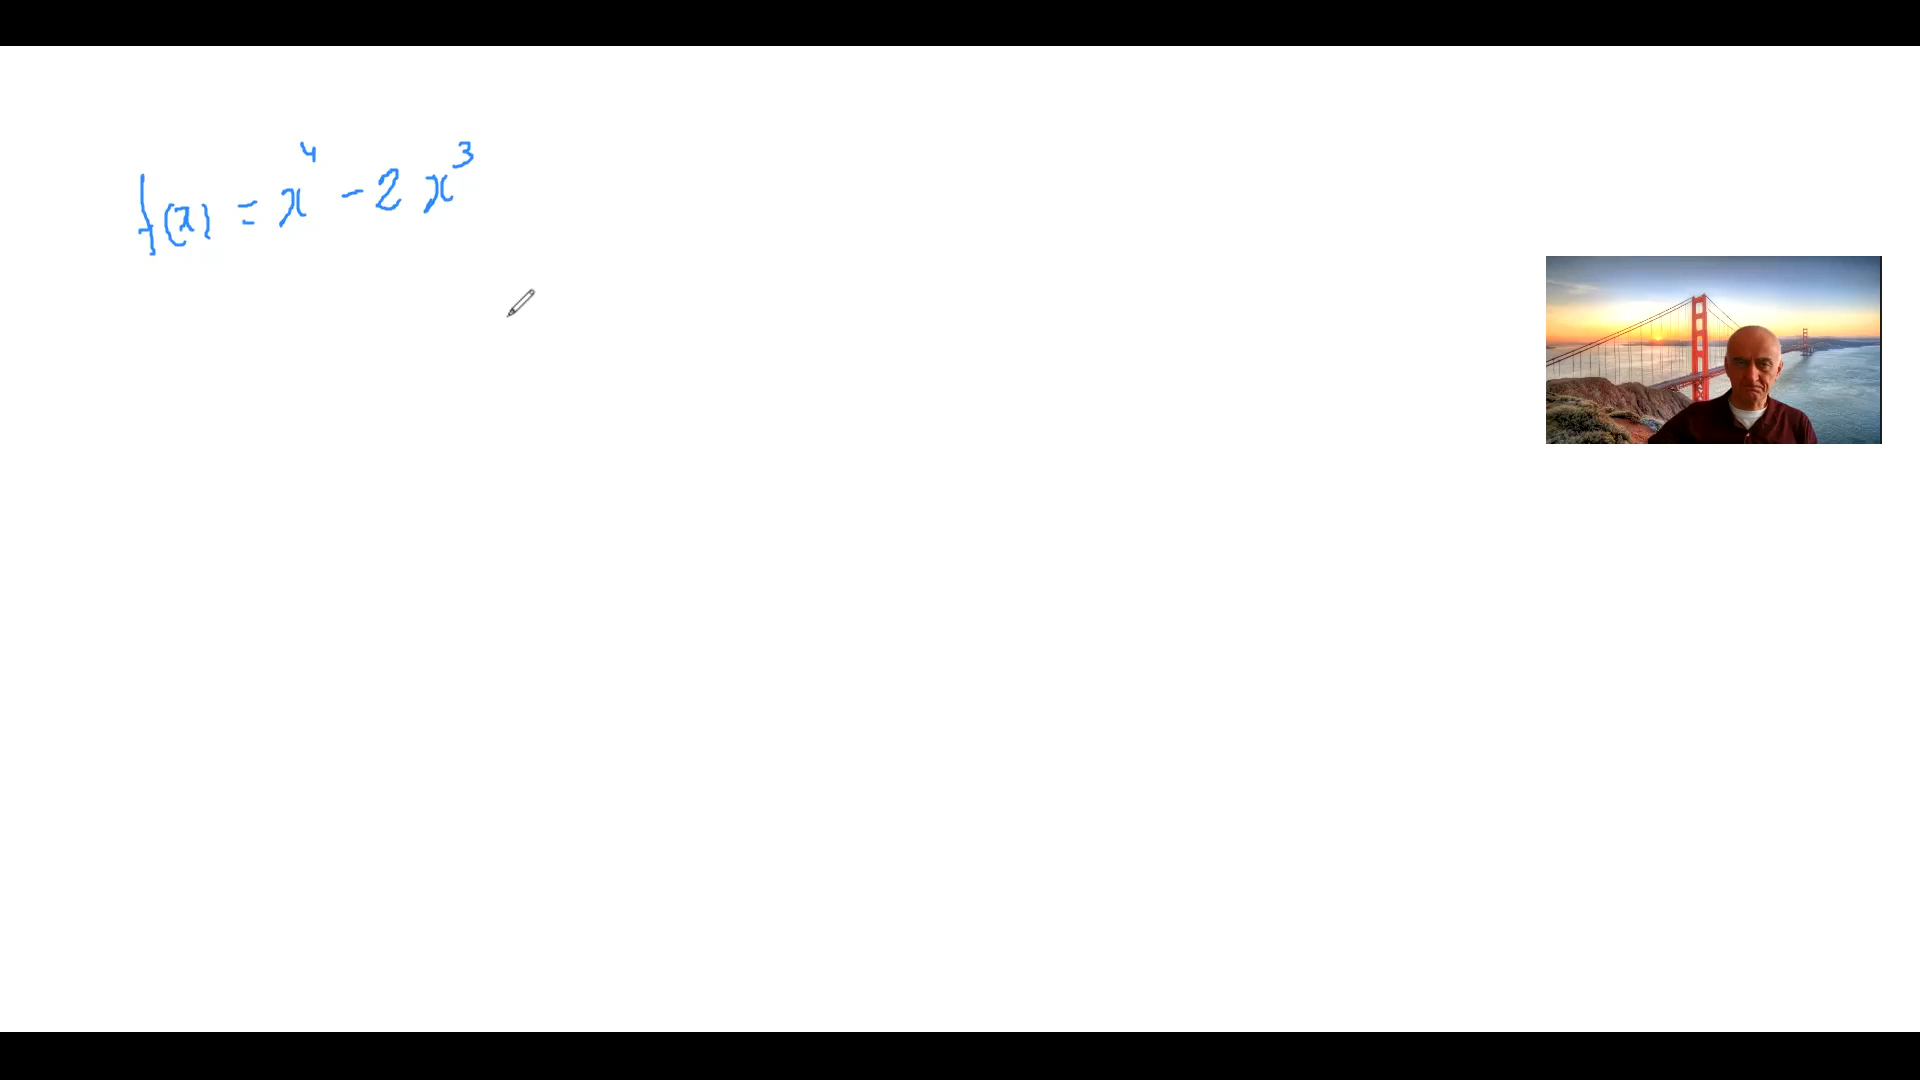 f(x) = x⁴ - 2x³